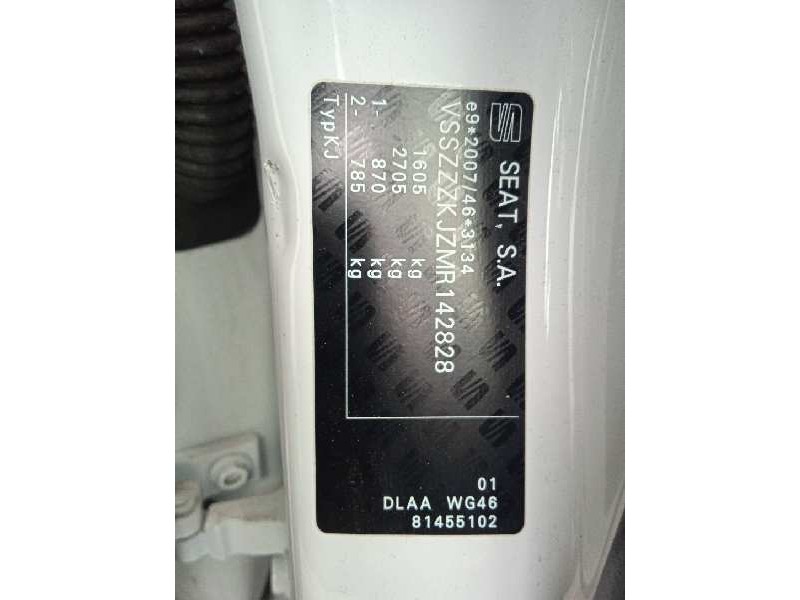 SEAT, S.A.
e9*2007/46*3134
VSSZZZKJZMR142828
1605 kg
2705 kg
1- 870 kg
2- 785 kg
TypKJ
01
DLAA WG46
81455102